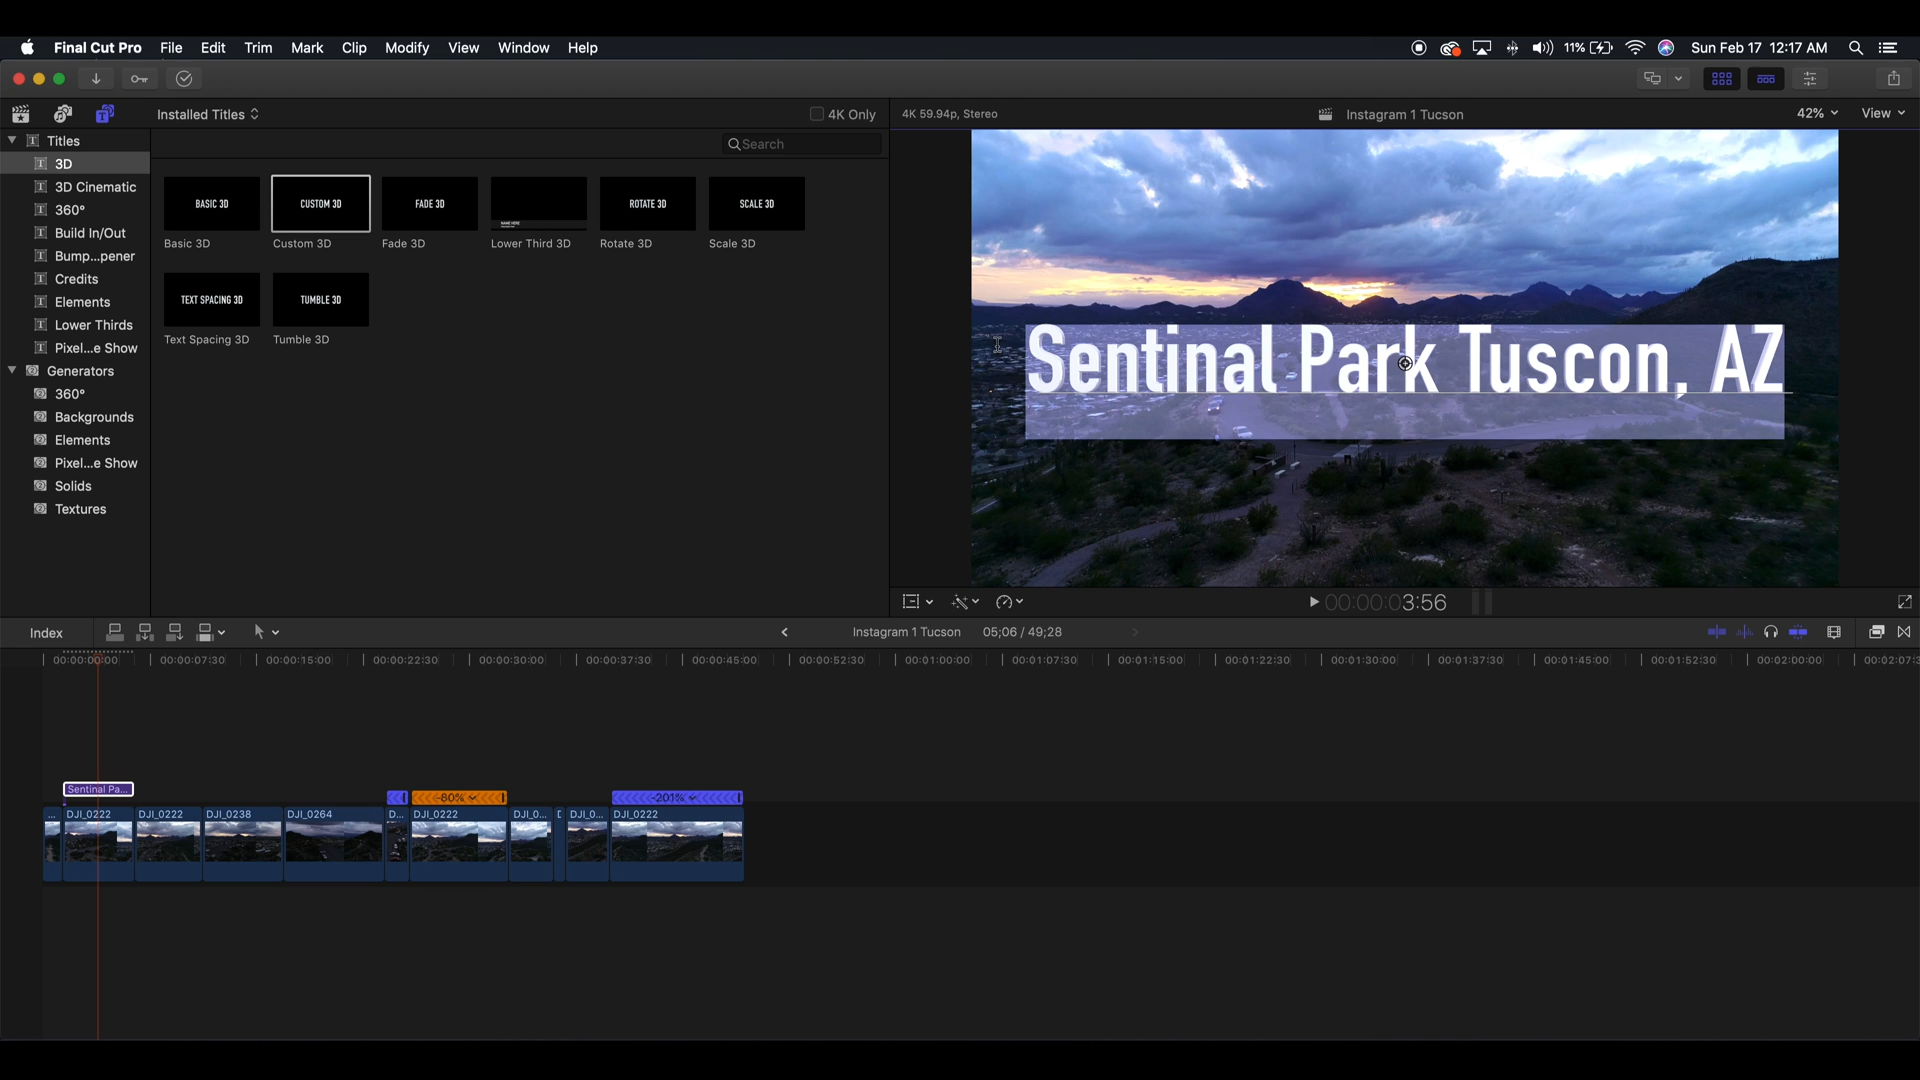 Final Cut Pro File Edit Trim Mark Clip Modify View Window Help 11% Sun Feb 17 12:17 AM
Installed Titles 4K Only 4K 59.94p, Stereo Instagram 1 Tucson 42% View
Search
Titles
3D
3D Cinematic
360°
Build In/Out
Bump...pener
Credits
Elements
Lower Thirds
Pixel...e Show
Generators
360°
Backgrounds
Elements
Pixel...e Show
Solids
Textures
BASIC 3D CUSTOM 3D FADE 3D NAME HERE ROTATE 3D SCALE 3D
Basic 3D Custom 3D Fade 3D Lower Third 3D Rotate 3D Scale 3D
TEXT SPACING 3D TUMBLE 3D
Text Spacing 3D Tumble 3D
Sentinal Park Tuscon, AZ
00:00:03:56
Index Instagram 1 Tucson 05;06 / 49;28
00:00:00:00 00:00:07:30 00:00:15:00 00:00:22:30 00:00:30:00 00:00:37:30 00:00:45:00 00:00:52:30 00:01:00:00 00:01:07:30 00:01:15:00 00:01:22:30 00:01:30:00 00:01:37:30 00:01:45:00 00:01:52:30 00:02:00:00 00:02:07:3
Sentinal Pa...
-80% -201%
... DJI_0222 DJI_0222 DJI_0238 DJI_0264 D... DJI_0222 DJI_0... D DJI_0... DJI_0222